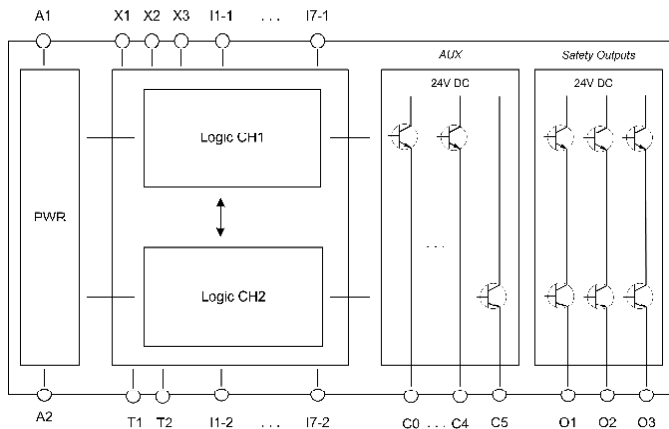 A1 X1 X2 X3 I1-1 . . . I7-1
AUX Safety Outputs
24V DC 24V DC
Logic CH1
PWR
. . .
Logic CH2
A2 T1 T2 I1-2 . . . I7-2 C0 . . . C4 C5 O1 O2 O3